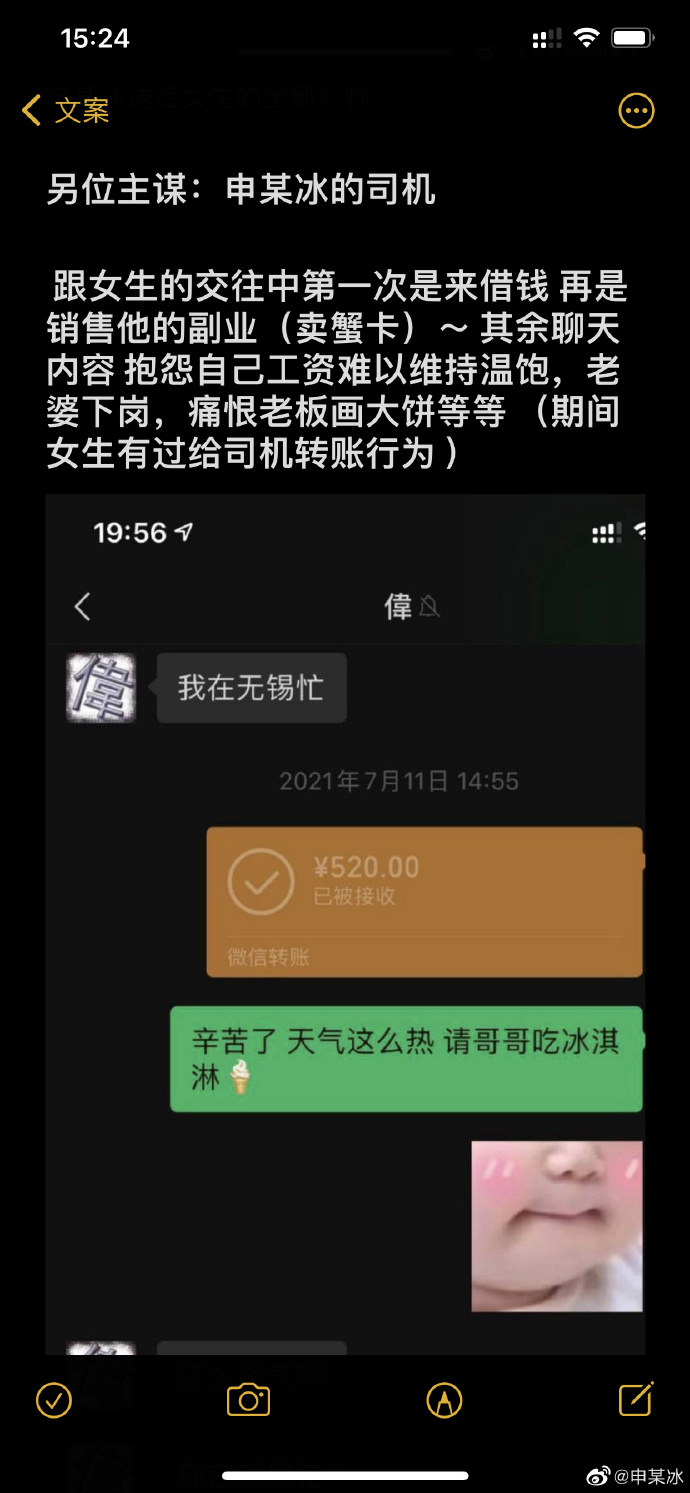 15:24
文案
另位主谋：申某冰的司机
跟女生的交往中第一次是来借钱 再是
销售他的副业（卖蟹卡）～ 其余聊天
内容 抱怨自己工资难以维持温饱，老
婆下岗，痛恨老板画大饼等等 （期间
女生有过给司机转账行为 ）
19:56
偉
偉
我在无锡忙
2021年7月11日 14:55
¥520.00
已被接收
微信转账
辛苦了 天气这么热 请哥哥吃冰淇
淋🍦
@申某冰